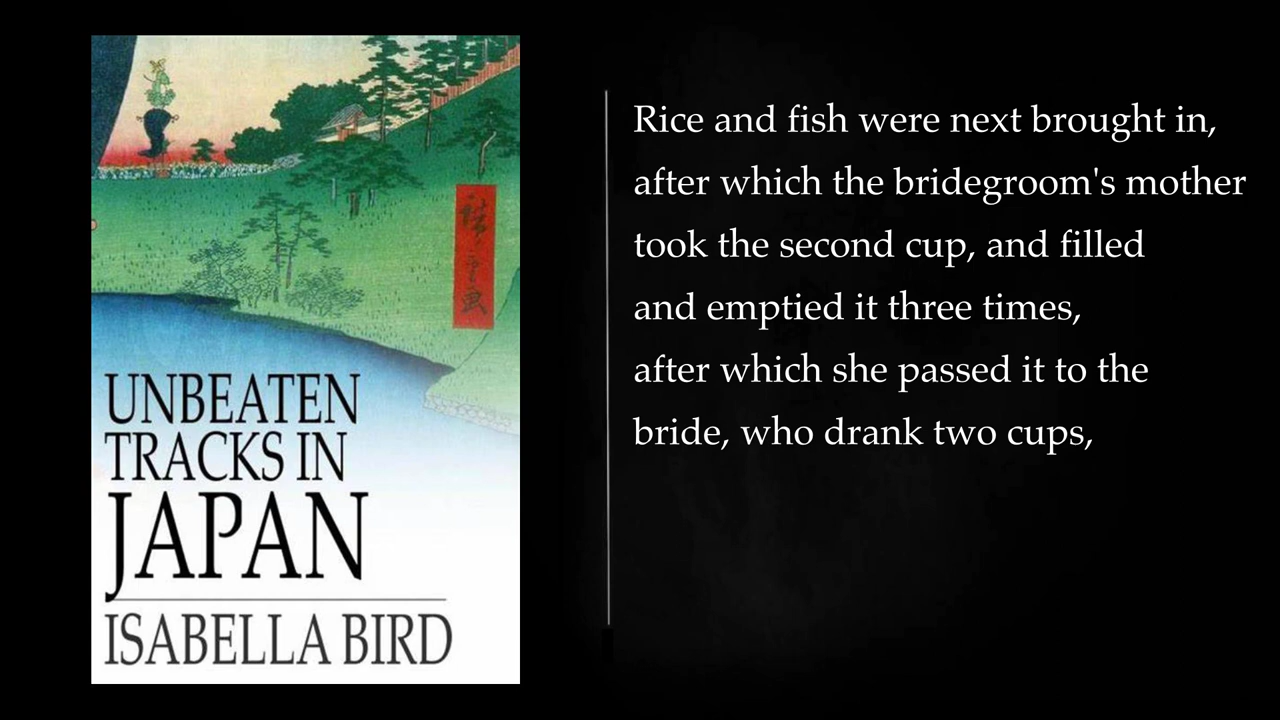 UNBEATEN
TRACKS IN
JAPAN
ISABELLA BIRD
Rice and fish were next brought in,
after which the bridegroom's mother
took the second cup, and filled
and emptied it three times,
after which she passed it to the
bride, who drank two cups,